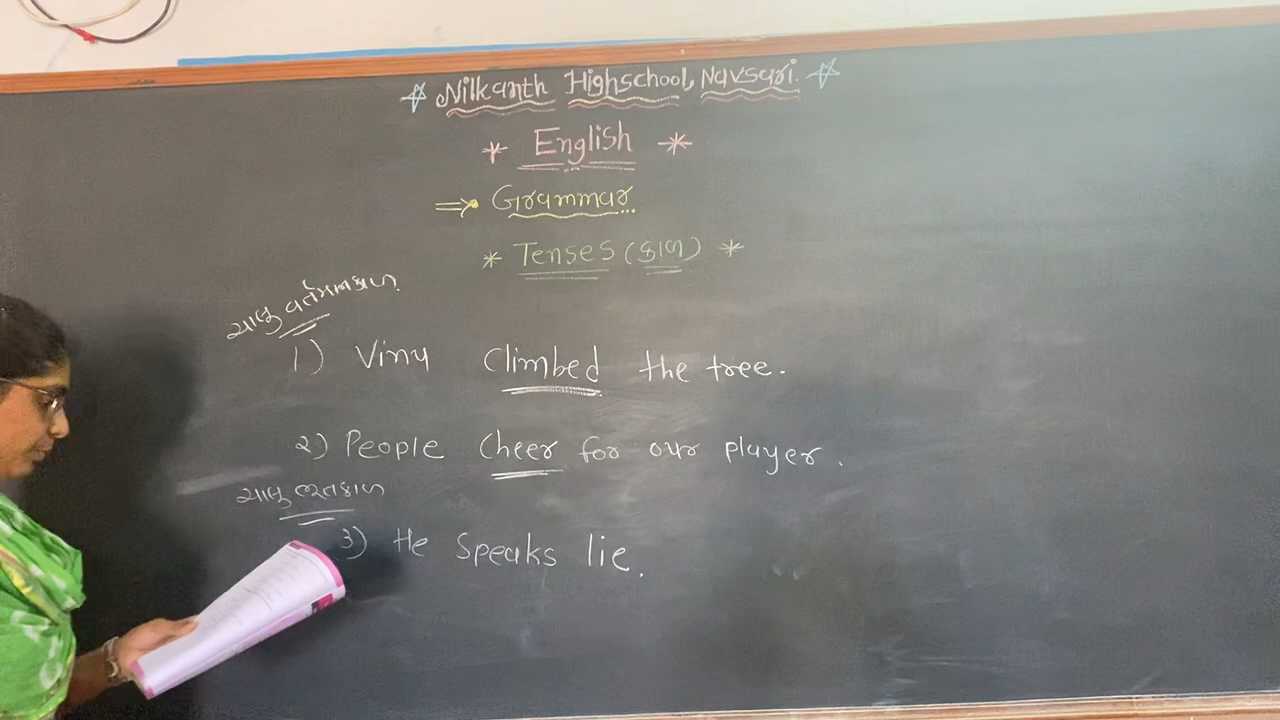 Nilkanth Highschool, Navsari.
* English *
⇒ Grammar
* Tenses (કાળ) *
ચાલુ વર્તમાનકાળ.
1) Vinu climbed the tree.
2) People cheer for our player.
ચાલુ ભૂતકાળ
3) He speaks lie.